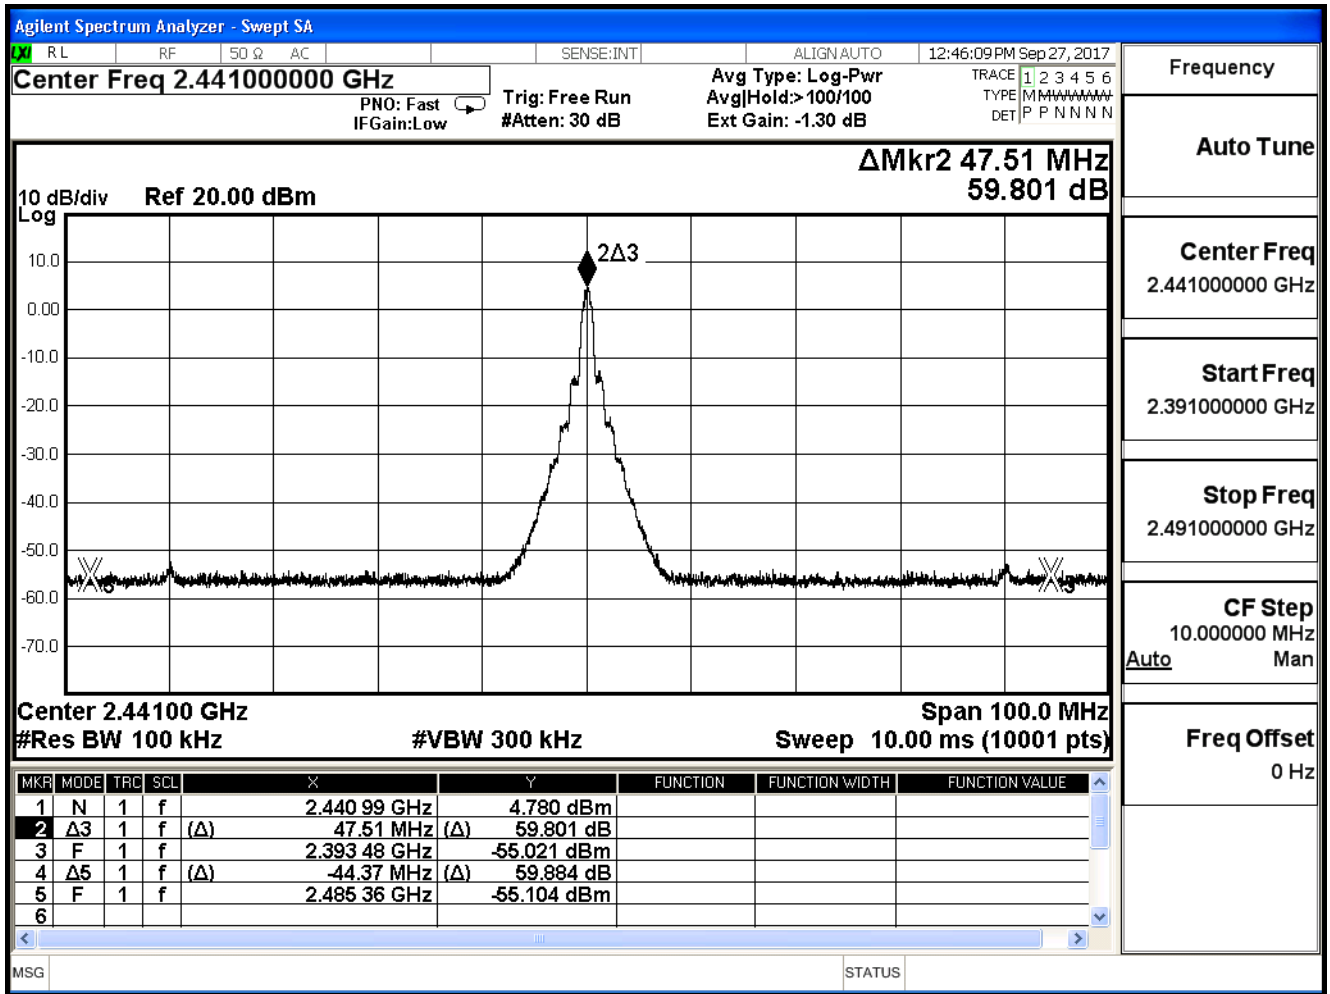 Agilent Spectrum Analyzer - Swept SA
LXI RL RF 50 Ω AC SENSE:INT ALIGN AUTO 12:46:09 PM Sep 27, 2017
Center Freq 2.441000000 GHz
PNO: Fast
IFGain:Low
Trig: Free Run
#Atten: 30 dB
Avg Type: Log-Pwr
Avg|Hold:>100/100
Ext Gain: -1.30 dB
TRACE 1 2 3 4 5 6
TYPE M M W W W W
DET P P N N N N
ΔMkr2 47.51 MHz
59.801 dB
10 dB/div Ref 20.00 dBm
Log
2Δ3
10.0
0.00
-10.0
-20.0
-30.0
-40.0
-50.0
-60.0
-70.0
5
3
Center 2.44100 GHz Span 100.0 MHz
#Res BW 100 kHz #VBW 300 kHz Sweep 10.00 ms (10001 pts)
MKR MODE TRC SCL X Y FUNCTION FUNCTION WIDTH FUNCTION VALUE
1 N 1 f 2.440 99 GHz 4.780 dBm
2 Δ3 1 f (Δ) 47.51 MHz (Δ) 59.801 dB
3 F 1 f 2.393 48 GHz -55.021 dBm
4 Δ5 1 f (Δ) -44.37 MHz (Δ) 59.884 dB
5 F 1 f 2.485 36 GHz -55.104 dBm
6
MSG STATUS
Frequency
Auto Tune
Center Freq
2.441000000 GHz
Start Freq
2.391000000 GHz
Stop Freq
2.491000000 GHz
CF Step
10.000000 MHz
Auto Man
Freq Offset
0 Hz